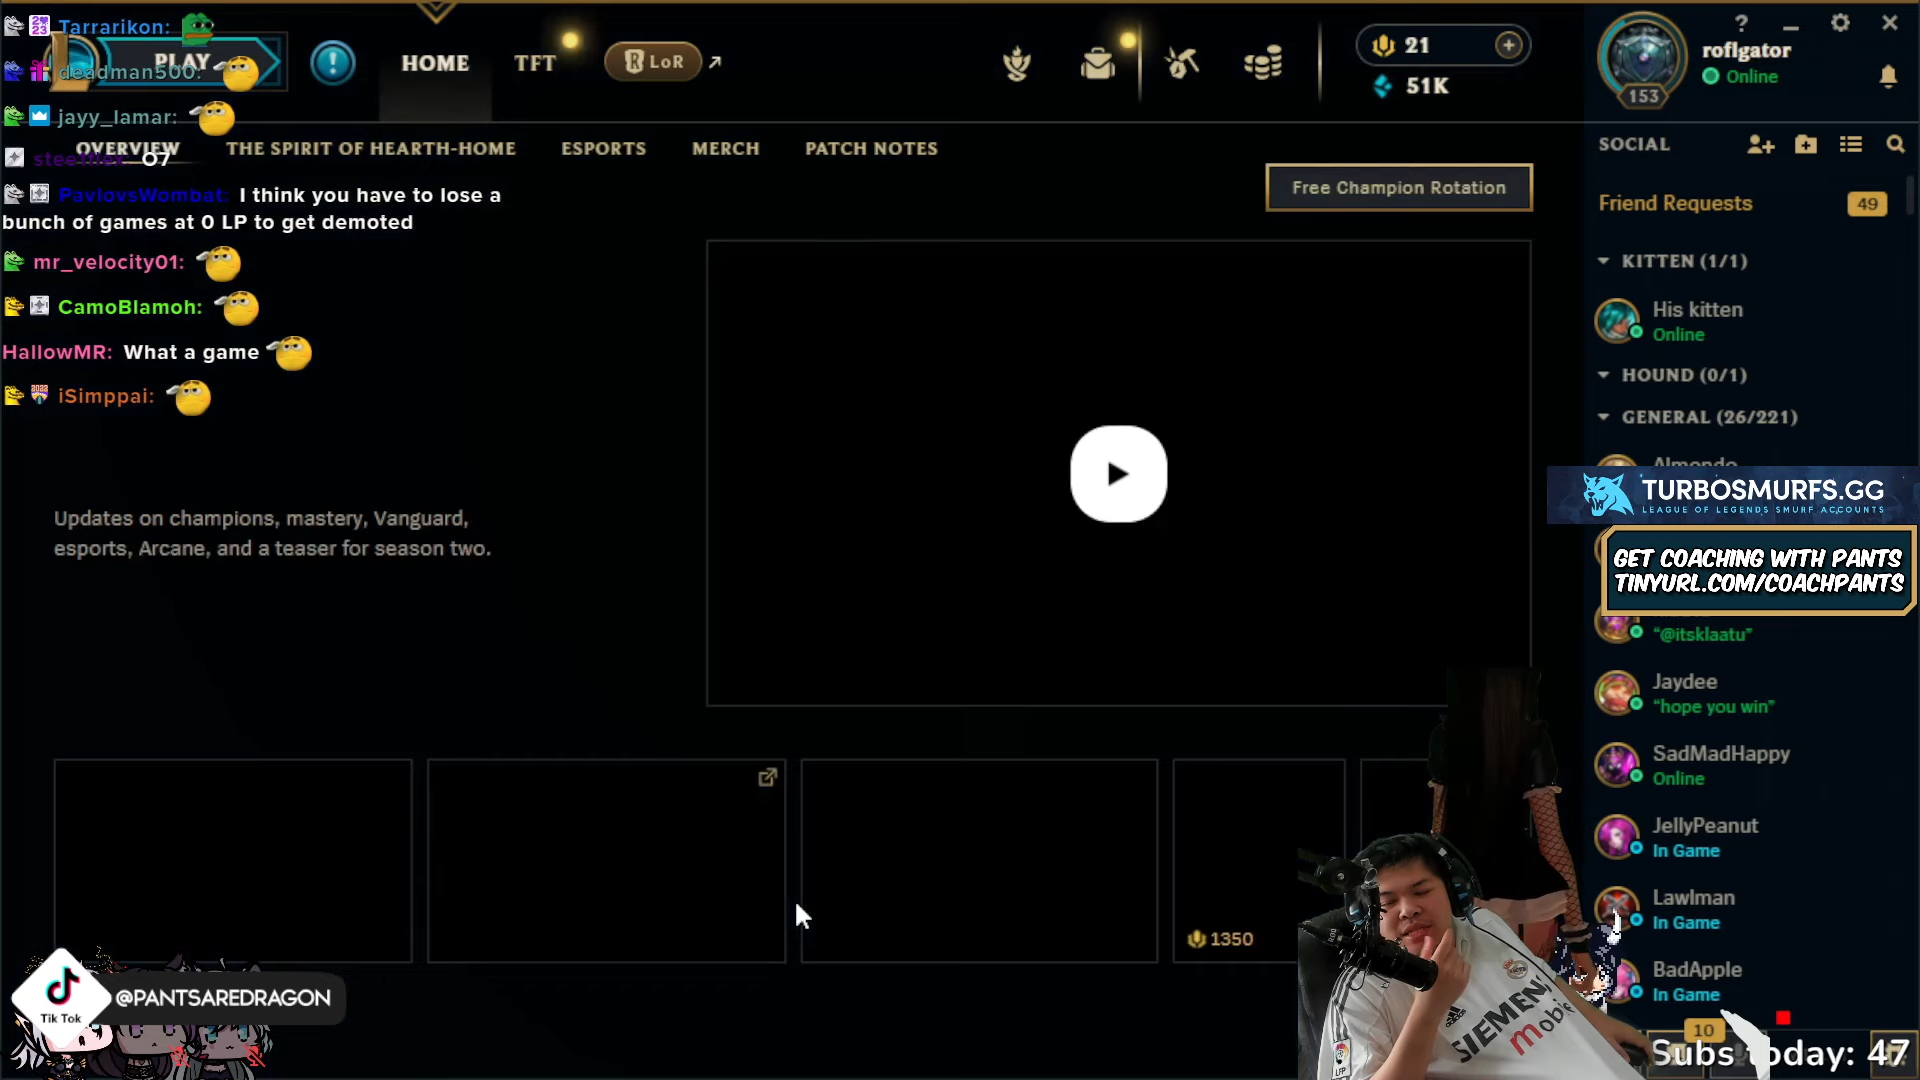 Tarrarikon:
deadman500:
jayy_lamar:
o7
PavlovsWombat: I think you have to lose a
bunch of games at 0 LP to get demoted
mr_velocity01:
CamoBlamoh:
HallowMR: What a game
iSimppai:
PLAY
HOME
TFT
LoR
21
51K
153
roflgator
Online
OVERVIEW
THE SPIRIT OF HEARTH-HOME
ESPORTS
MERCH
PATCH NOTES
Free Champion Rotation
SOCIAL
Friend Requests
49
KITTEN (1/1)
His kitten
Online
HOUND (0/1)
GENERAL (26/221)
Almondo
TURBOSMURFS.GG
LEAGUE OF LEGENDS SMURF ACCOUNTS
GET COACHING WITH PANTS
TINYURL.COM/COACHPANTS
"@itsklaatu"
Jaydee
"hope you win"
SadMadHappy
Online
JellyPeanut
In Game
Lawlman
In Game
BadApple
In Game
Updates on champions, mastery, Vanguard,
esports, Arcane, and a teaser for season two.
1350
Tik Tok
@PANTSAREDRAGON
SIEMENS
mobile
LFP
10
Subs today: 47